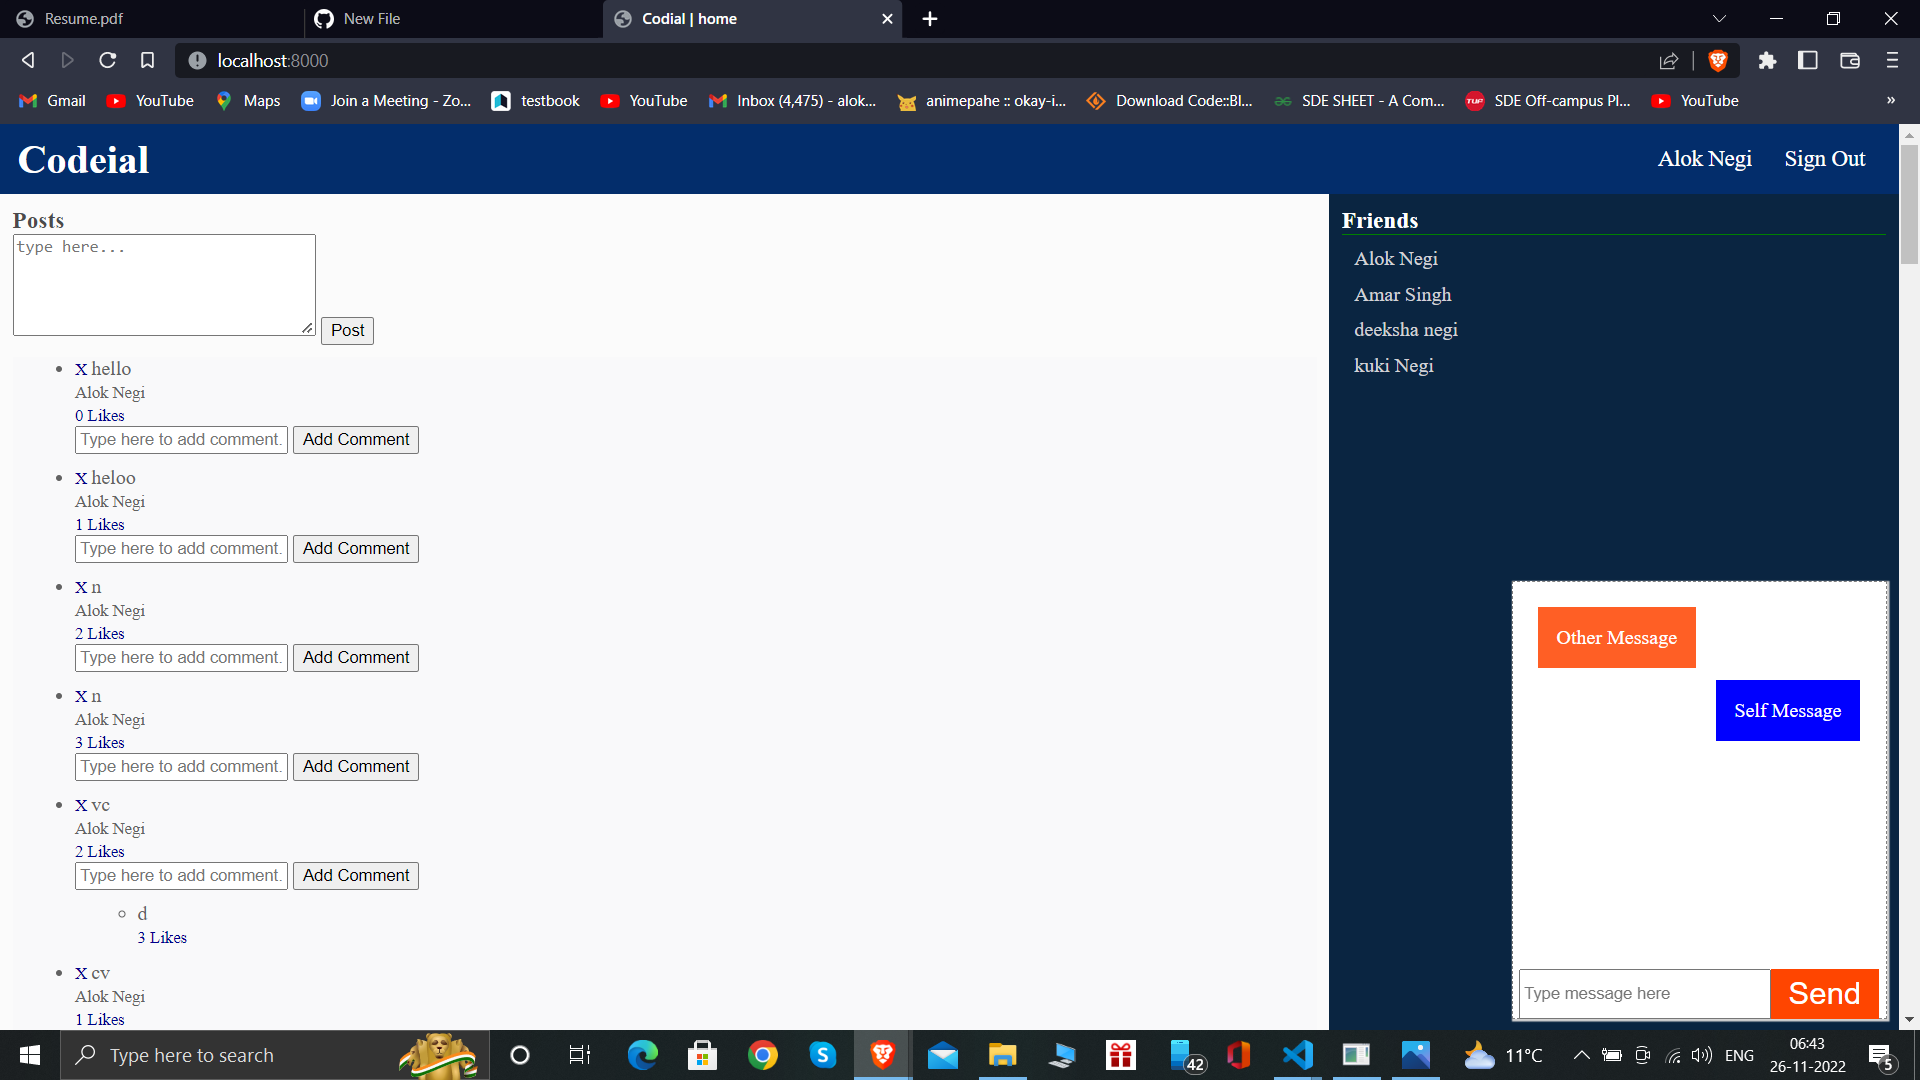 Resume.pdf
New File
Codial | home
localhost:8000
Gmail
YouTube
Maps
Join a Meeting - Zo...
testbook
YouTube
Inbox (4,475) - alok...
animepahe :: okay-i...
Download Code::Bl...
SDE SHEET - A Com...
TUF
SDE Off-campus Pl...
YouTube
»
Codeial
Alok Negi
Sign Out
Posts
type here...
Post
X hello
Alok Negi
0 Likes
Type here to add comment.
Add Comment
X heloo
Alok Negi
1 Likes
Type here to add comment.
Add Comment
X n
Alok Negi
2 Likes
Type here to add comment.
Add Comment
X n
Alok Negi
3 Likes
Type here to add comment.
Add Comment
X vc
Alok Negi
2 Likes
Type here to add comment.
Add Comment
d
3 Likes
X cv
Alok Negi
1 Likes
Friends
Alok Negi
Amar Singh
deeksha negi
kuki Negi
Other Message
Self Message
Type message here
Send
Type here to search
42
11°C
ENG
06:43
26-11-2022
5